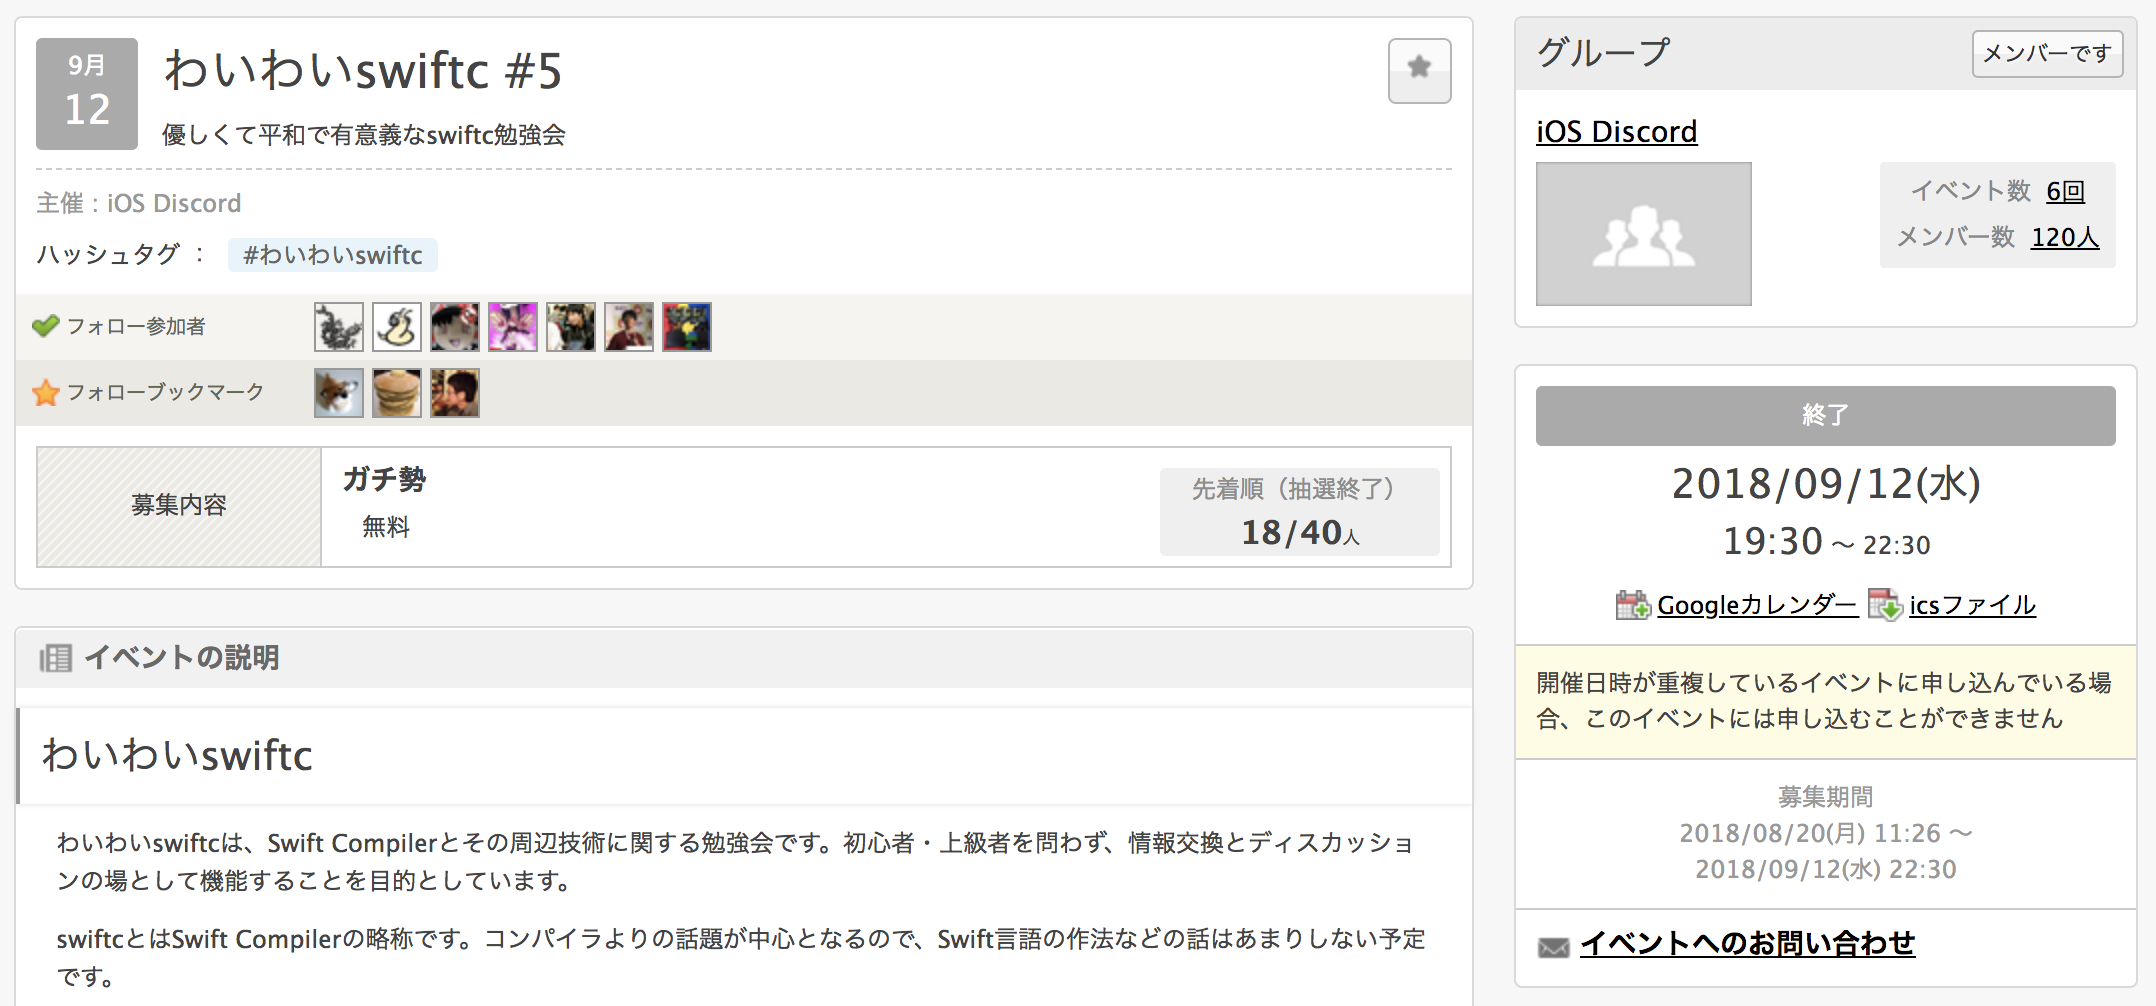 9月
12
わいわいswiftc #5
優しくて平和で有意義なswiftc勉強会
主催 : iOS Discord
ハッシュタグ ： #わいわいswiftc
フォロー参加者
フォローブックマーク
募集内容
ガチ勢
無料
先着順（抽選終了）
18/40人
イベントの説明
わいわいswiftc
わいわいswiftcは、Swift Compilerとその周辺技術に関する勉強会です。初心者・上級者を問わず、情報交換とディスカッショ
ンの場として機能することを目的としています。
swiftcとはSwift Compilerの略称です。コンパイラよりの話題が中心となるので、Swift言語の作法などの話はあまりしない予定
です。
グループ
メンバーです
iOS Discord
イベント数 6回
メンバー数 120人
終了
2018/09/12(水)
19:30 ～ 22:30
Googleカレンダー icsファイル
開催日時が重複しているイベントに申し込んでいる場
合、このイベントには申し込むことができません
募集期間
2018/08/20(月) 11:26 ～
2018/09/12(水) 22:30
イベントへのお問い合わせ